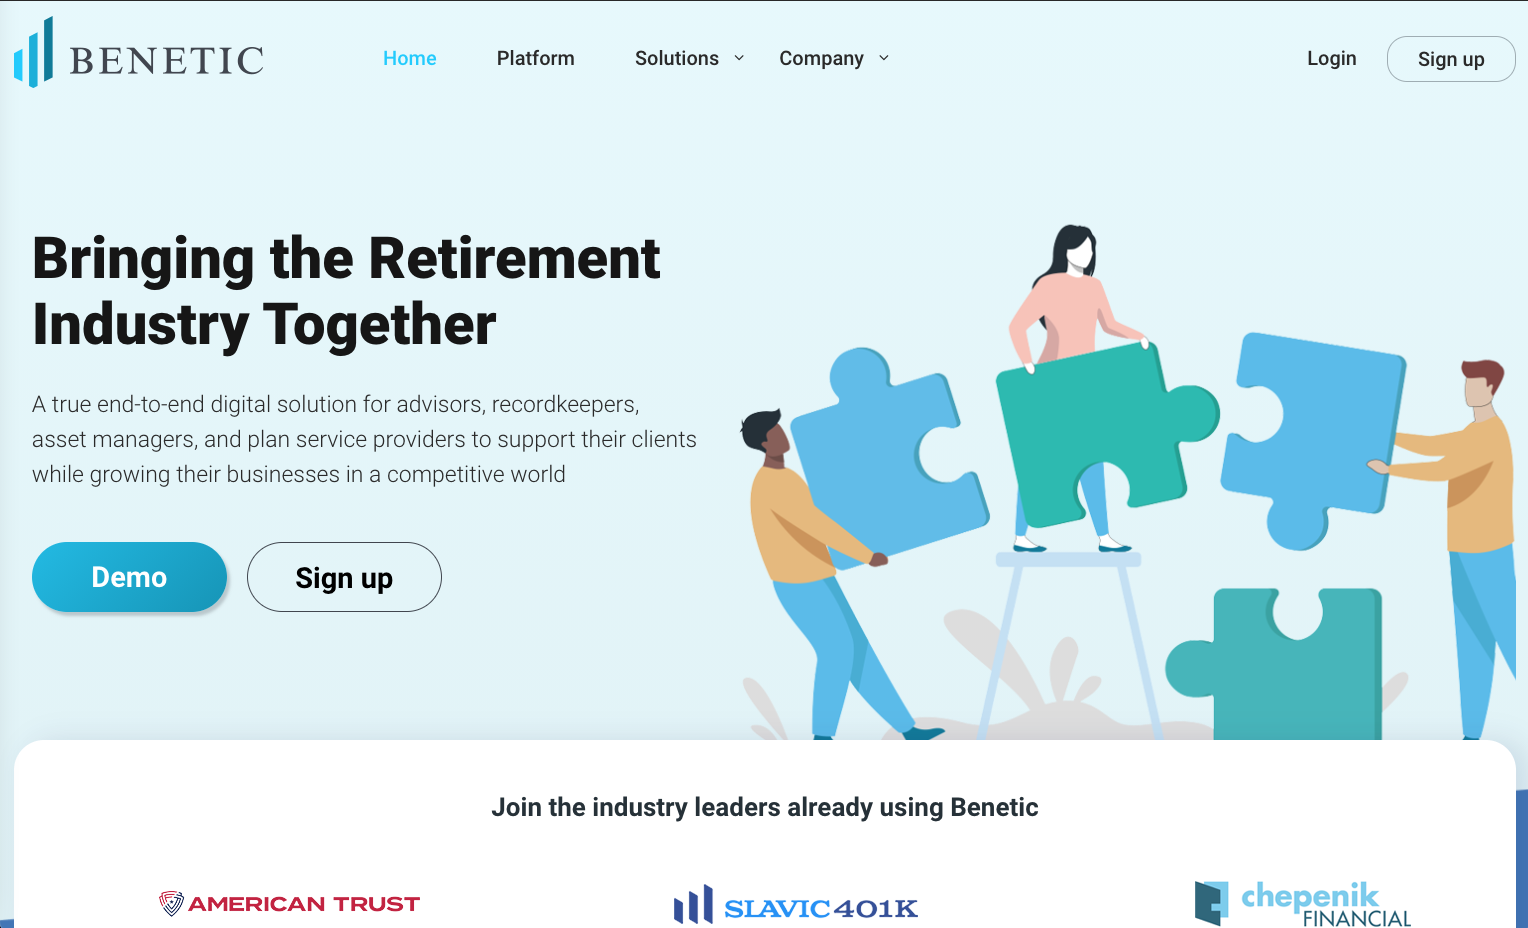 BENETIC
Home
Platform
Solutions
Company
Login
Sign up
Bringing the Retirement
Industry Together
A true end-to-end digital solution for advisors, recordkeepers,
asset managers, and plan service providers to support their clients
while growing their businesses in a competitive world
Demo
Sign up
Join the industry leaders already using Benetic
AMERICAN TRUST
SLAVIC401K
chepenik
FINANCIAL